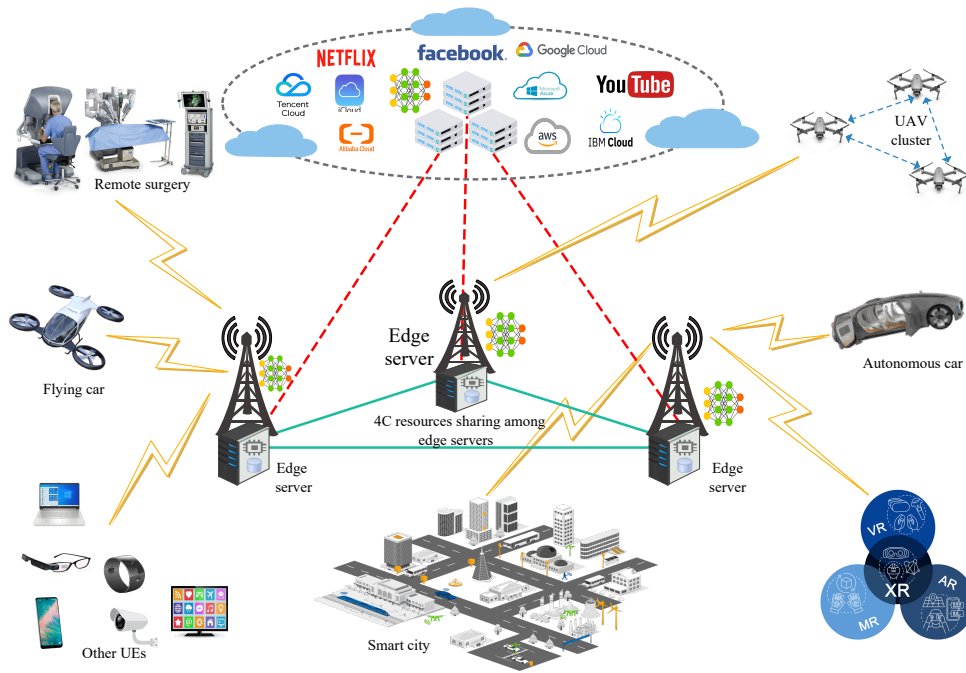 NETFLIX
facebook.
Google Cloud
Tencent
Cloud
iCloud
Microsoft
Azure
YouTube
Alibaba Cloud
aws
IBM Cloud
UAV
cluster
Remote surgery
Edge
server
Flying car
Autonomous car
4C resources sharing among
edge servers
Edge
server
Edge
server
VR
XR
AR
MR
Smart city
Other UEs